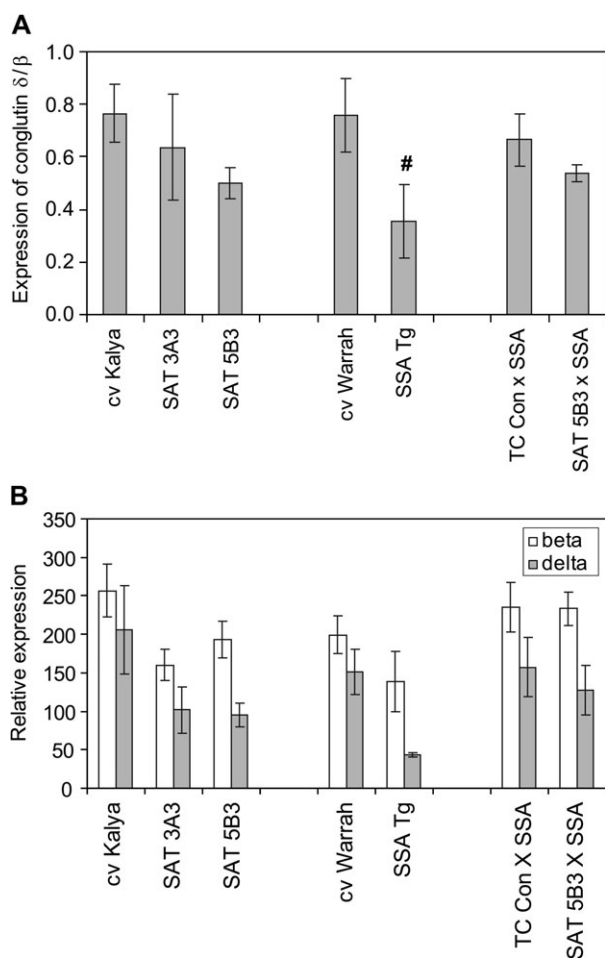 A
Expression of conglutin δ/β
1.0
0.8
0.6
0.4
0.2
0.0
#
cv Kalya
SAT 3A3
SAT 5B3
cv Warrah
SSA Tg
TC Con x SSA
SAT 5B3 x SSA
B
Relative expression
350
300
250
200
150
100
50
0
beta
delta
cv Kalya
SAT 3A3
SAT 5B3
cv Warrah
SSA Tg
TC Con X SSA
SAT 5B3 X SSA